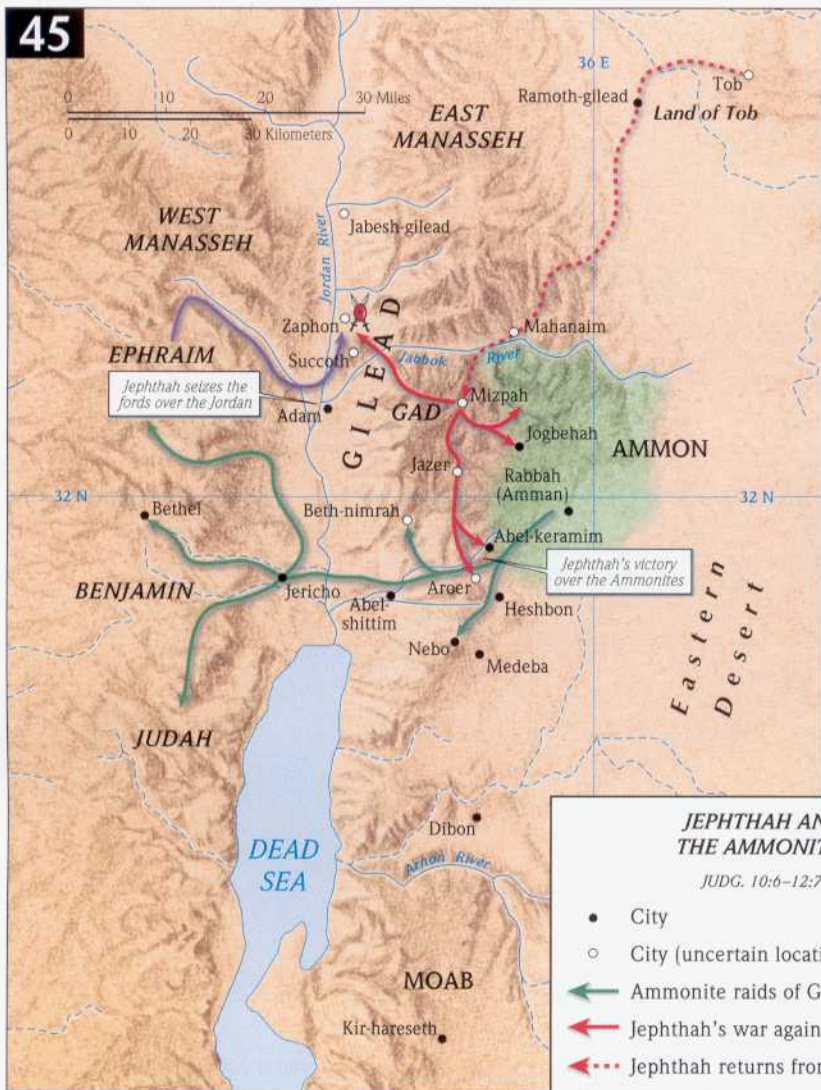 45
0 10 20 30 Miles
0 10 20 30 Kilometers
36 E
Tob
Ramoth-gilead
Land of Tob
EAST
MANASSEH
WEST
MANASSEH
Jabesh-gilead
Jordan River
Zaphon
Mahanaim
EPHRAIM
Succoth
Jabbok River
Jephthah seizes the
fords over the Jordan
Adam
GILEAD
GAD
Mizpah
Jogbehah
AMMON
Jazer
Rabbah
(Amman)
32 N
32 N
Bethel
Beth-nimrah
Abel-keramim
Jephthah's victory
over the Ammonites
BENJAMIN
Jericho
Abel-
shittim
Aroer
Heshbon
Nebo
Medeba
Eastern
Desert
JUDAH
DEAD
SEA
Dibon
Arnon River
MOAB
Kir-hareseth
JEPHTHAH AN
THE AMMONIT
JUDG. 10:6–12:7
City
City (uncertain locati
Ammonite raids of G
Jephthah's war again
Jephthah returns fron